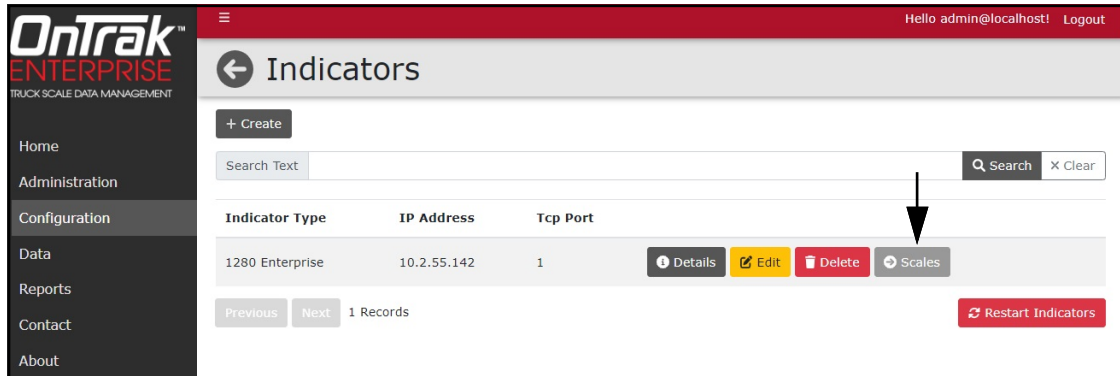 OnTrak™
ENTERPRISE
TRUCK SCALE DATA MANAGEMENT
Home
Administration
Configuration
Data
Reports
Contact
About
Hello admin@localhost! Logout
Indicators
+ Create
Search Text Search X Clear
Indicator Type IP Address Tcp Port
1280 Enterprise 10.2.55.142 1 Details Edit Delete Scales
Previous Next 1 Records Restart Indicators